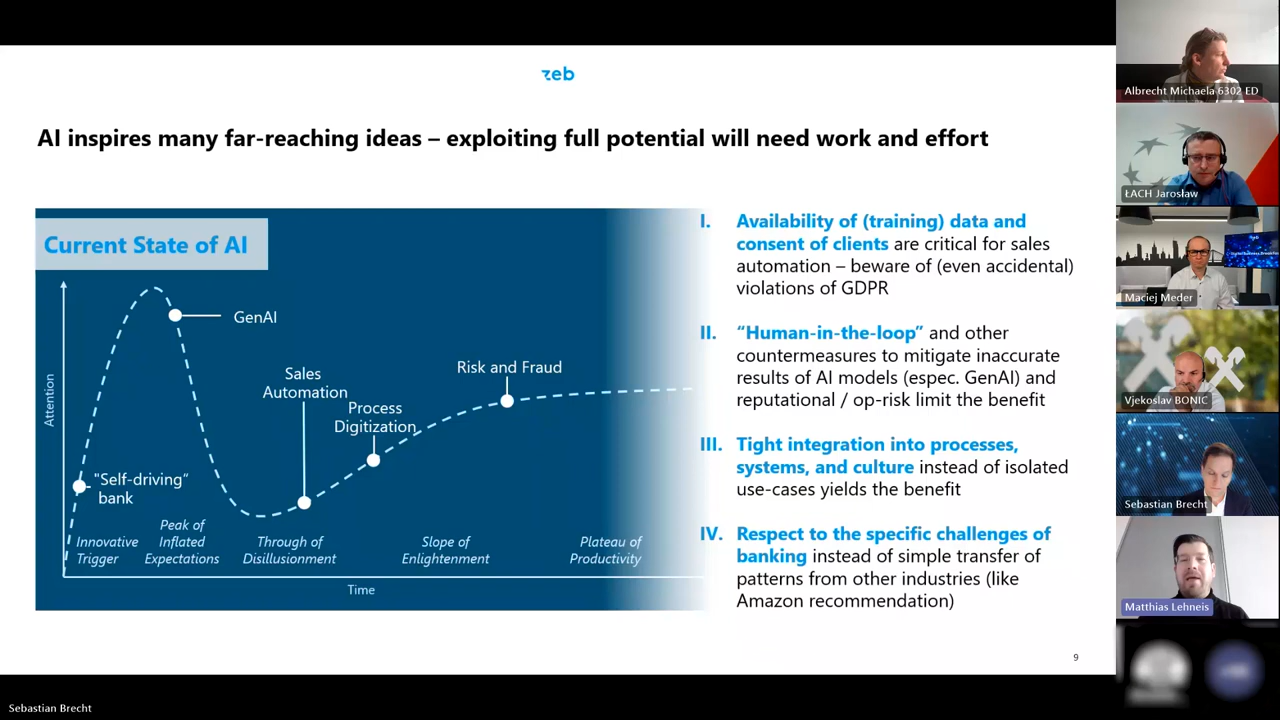 zeb
AI inspires many far-reaching ideas – exploiting full potential will need work and effort
Current State of AI
Attention
GenAI
Sales
Automation
Process
Digitization
Risk and Fraud
"Self-driving“
bank
Innovative
Trigger
Peak of
Inflated
Expectations
Through of
Disillusionment
Slope of
Enlightenment
Plateau of
Productivity
Time
I. Availability of (training) data and
consent of clients are critical for sales
automation – beware of (even accidental)
violations of GDPR
II. “Human-in-the-loop” and other
countermeasures to mitigate inaccurate
results of AI models (espec. GenAI) and
reputational / op-risk limit the benefit
III. Tight integration into processes,
systems, and culture instead of isolated
use-cases yields the benefit
IV. Respect to the specific challenges of
banking instead of simple transfer of
patterns from other industries (like
Amazon recommendation)
9
Albrecht Michaela 6302 ED
ŁACH Jarosław
Maciej Meder
Vjekoslav BONIC
Sebastian Brecht
Matthias Lehneis
Sebastian Brecht